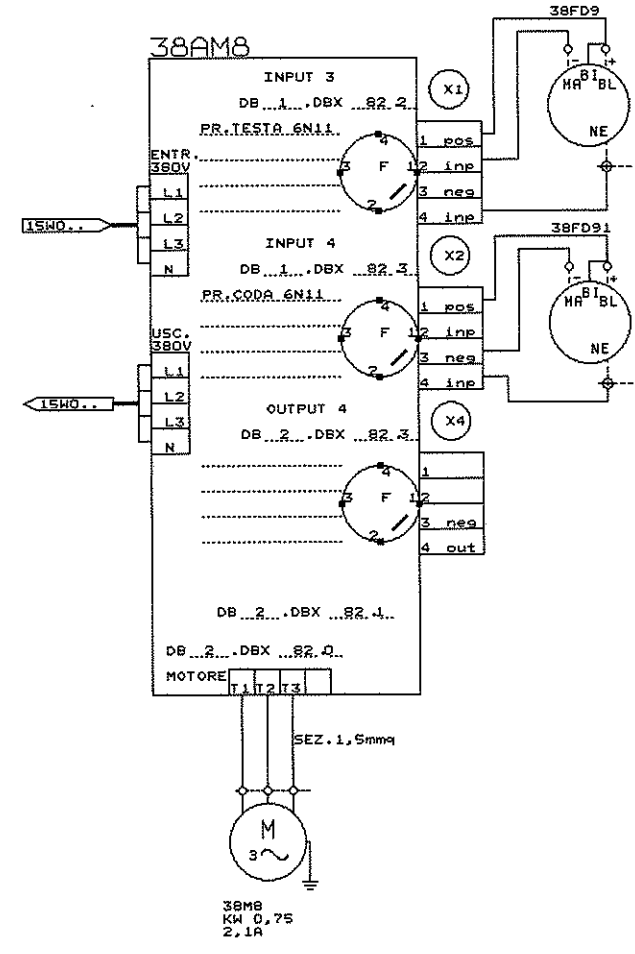 38FD9
38AM8
INPUT 3
X1
- +
MA BI BL
NE
DB 1 .DBX 82.2
PR.TESTA 6N11
1 pos
2 inp
3 neg
4 inp
4
3 F 1
2
ENTR.
380V
L1
L2
L3
N
15W0..
38FD91
INPUT 4
X2
- +
MA BI BL
NE
DB 1 .DBX 82.3
PR.CODA 6N11
1 pos
2 inp
3 neg
4 inp
4
3 F 1
2
USC.
380V
L1
L2
L3
N
15W0..
OUTPUT 4
X4
DB 2 .DBX 82.3
1
2
3 neg
4 out
4
3 F 1
2
DB 2 .DBX 82.1
DB 2 .DBX 82.0
MOTORE T1 T2 T3
SEZ.1,5mmq
M
3
38M8
KW 0,75
2,1A